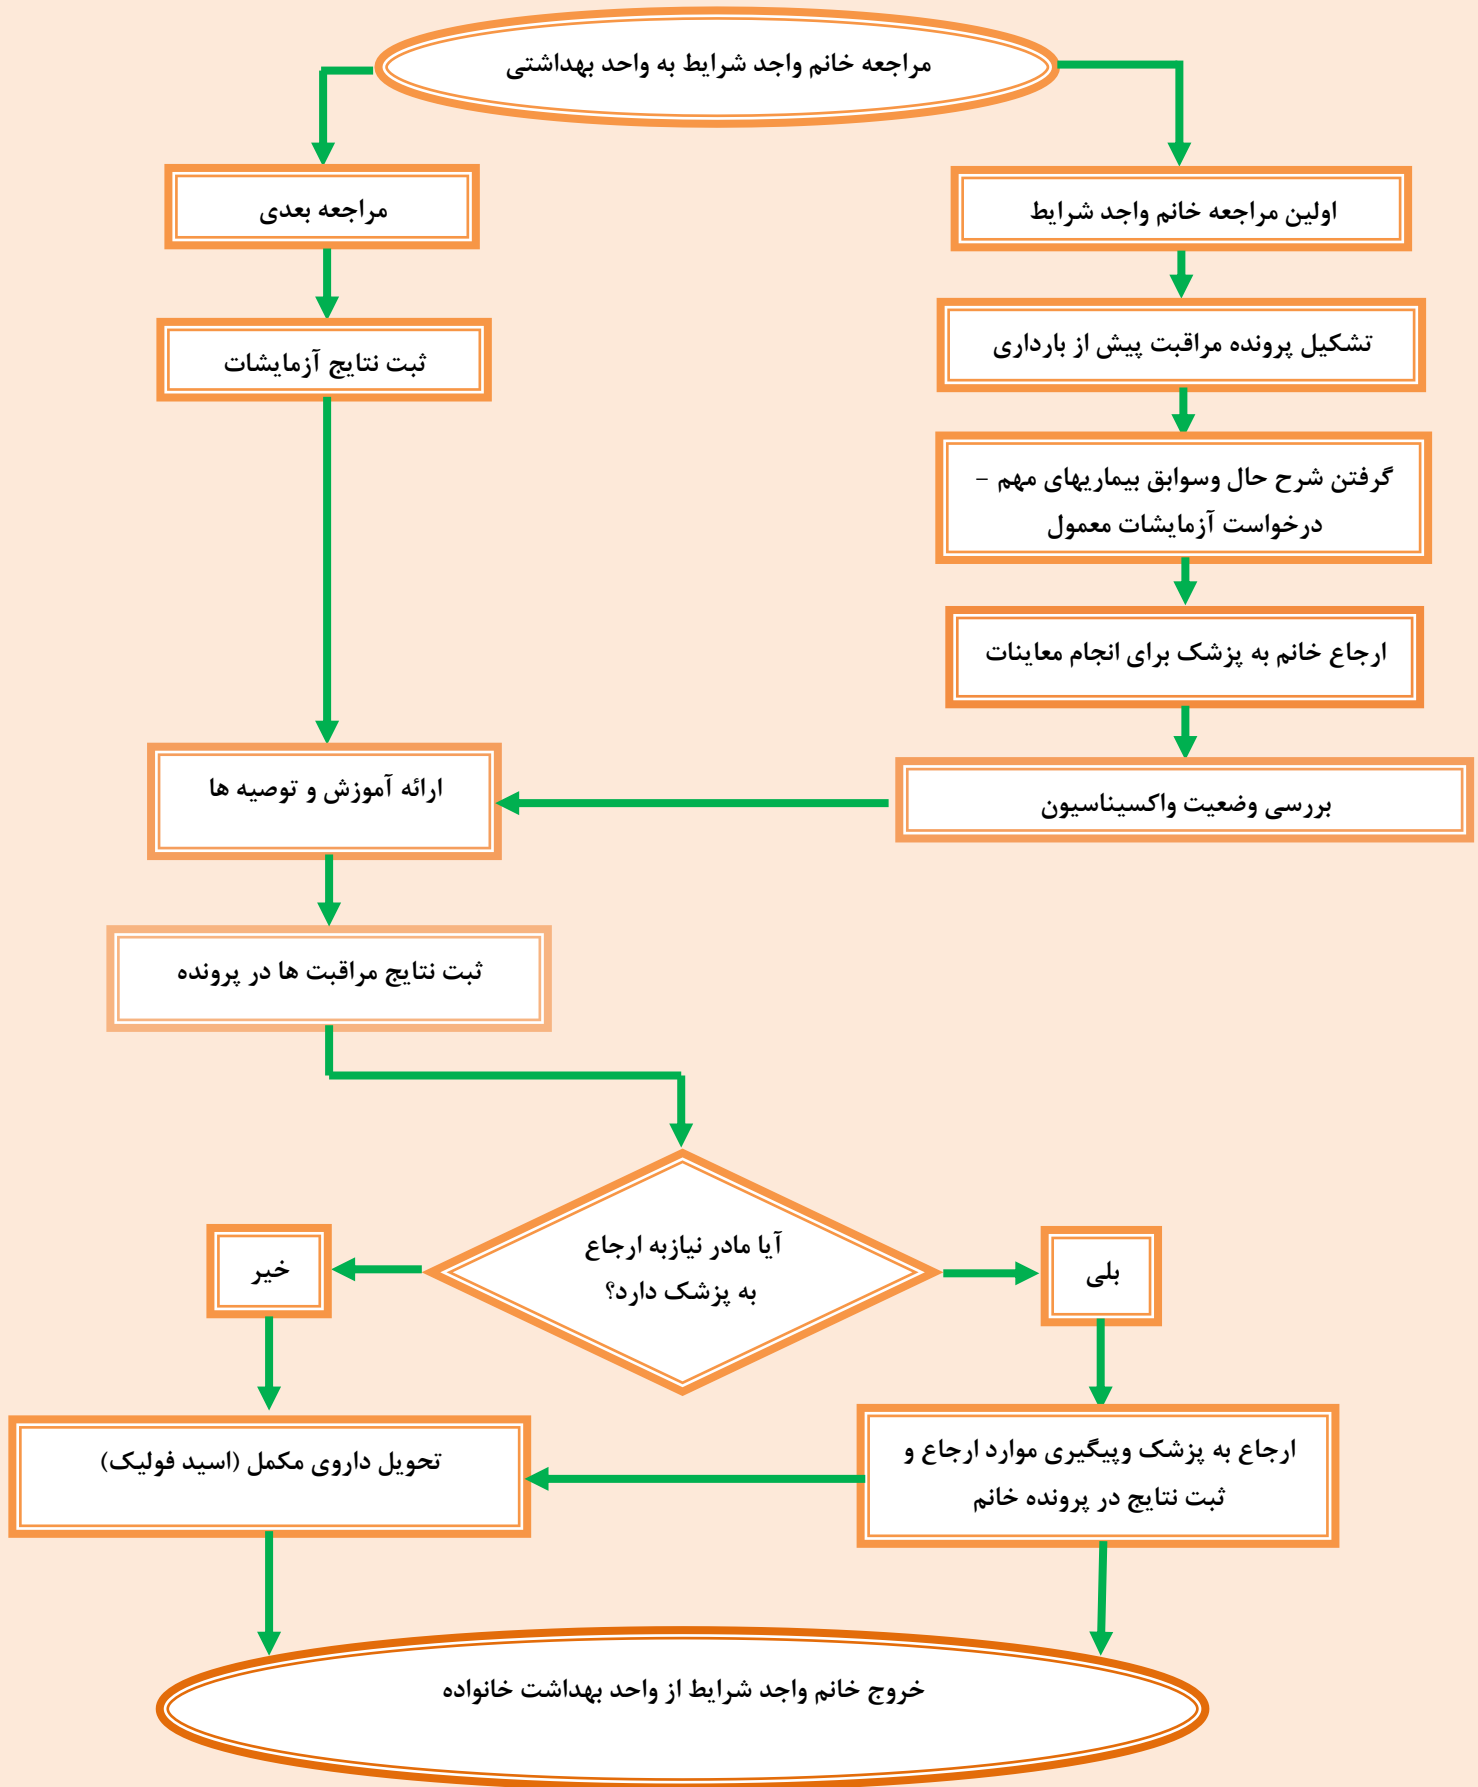 مراجعه خانم واجد شرایط به واحد بهداشتی
اولین مراجعه خانم واجد شرایط
مراجعه بعدی
تشکیل پرونده مراقبت پیش از بارداری
ثبت نتایج آزمایشات
گرفتن شرح حال وسوابق بیماریهای مهم –
درخواست آزمایشات معمول
ارجاع خانم به پزشک برای انجام معاینات
بررسی وضعیت واکسیناسیون
ارائه آموزش و توصیه ها
ثبت نتایج مراقبت ها در پرونده
آیا مادر نیازبه ارجاع
به پزشک دارد؟
بلی
خیر
ارجاع به پزشک وپیگیری موارد ارجاع و
ثبت نتایج در پرونده خانم
تحویل داروی مکمل (اسید فولیک)
خروج خانم واجد شرایط از واحد بهداشت خانواده